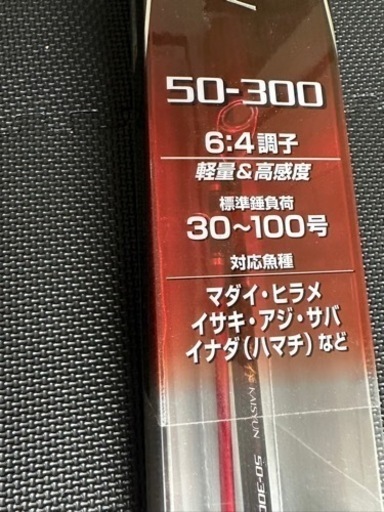 50-300
6:4調子
軽量&高感度
標準錘負荷
30〜100号
対応魚種
マダイ・ヒラメ
イサキ・アジ・サバ
イナダ(ハマチ)など
KAISYUN 50-300